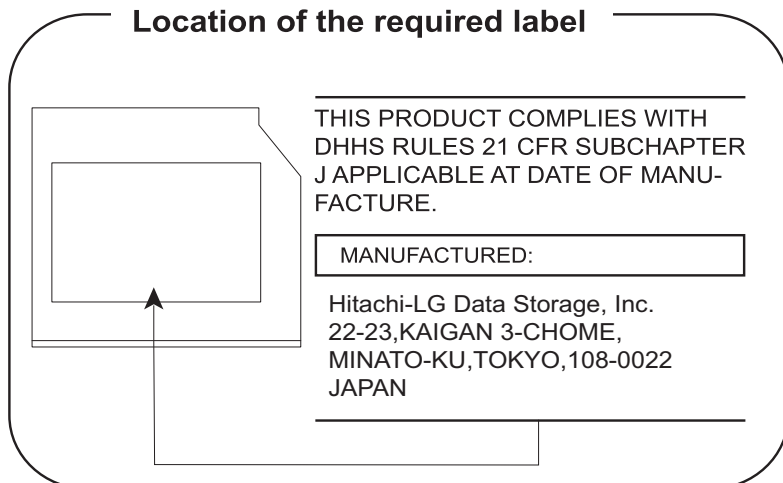 Location of the required label
THIS PRODUCT COMPLIES WITH
DHHS RULES 21 CFR SUBCHAPTER
J APPLICABLE AT DATE OF MANU-
FACTURE.
MANUFACTURED:
Hitachi-LG Data Storage, Inc.
22-23,KAIGAN 3-CHOME,
MINATO-KU,TOKYO,108-0022
JAPAN